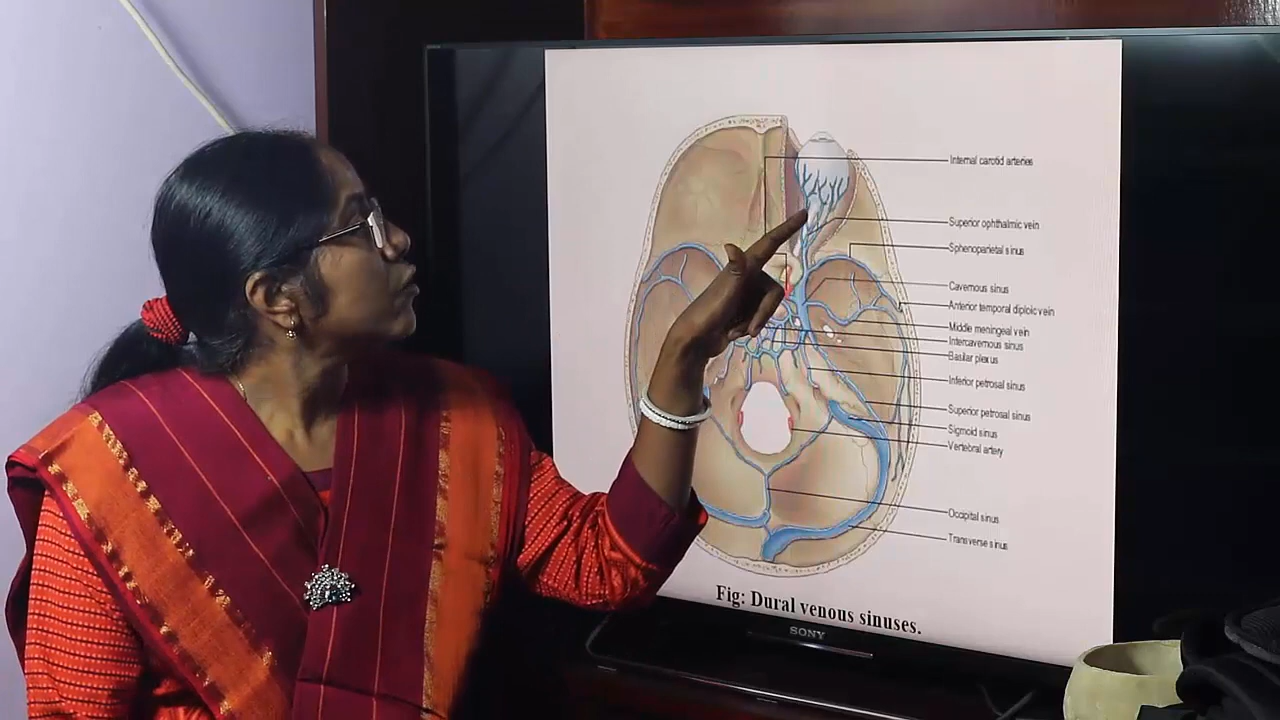 Internal carotid arteries
Superior ophthalmic vein
Sphenoparietal sinus
Cavernous sinus
Anterior temporal diploic vein
Middle meningeal vein
Intercavernous sinus
Basilar plexus
Inferior petrosal sinus
Superior petrosal sinus
Sigmoid sinus
Vertebral artery
Occipital sinus
Transverse sinus
Fig: Dural venous sinuses.
SONY